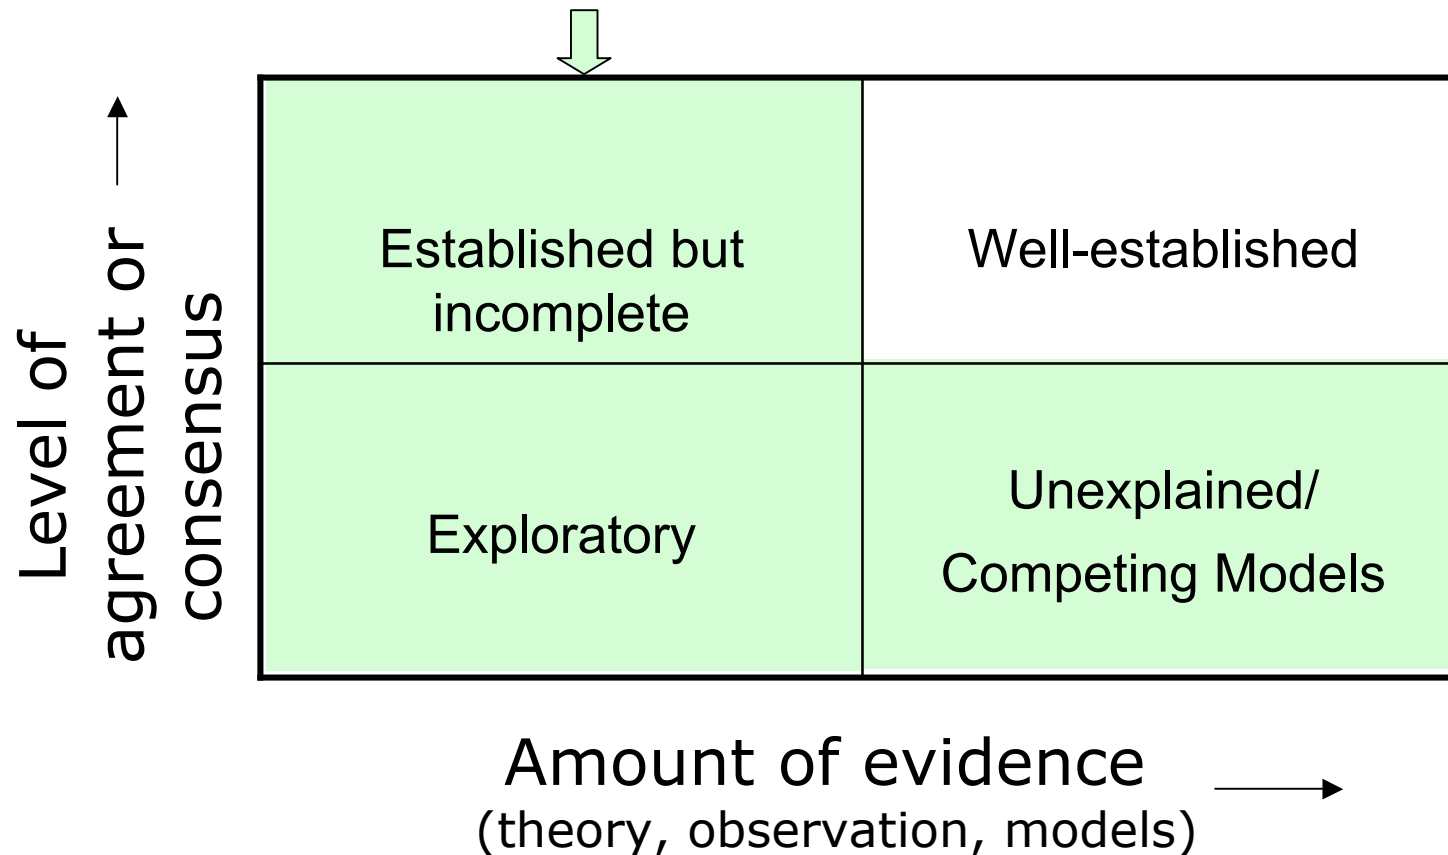 Level of
agreement or
consensus
Established but
incomplete
Well-established
Exploratory
Unexplained/
Competing Models
Amount of evidence
(theory, observation, models)